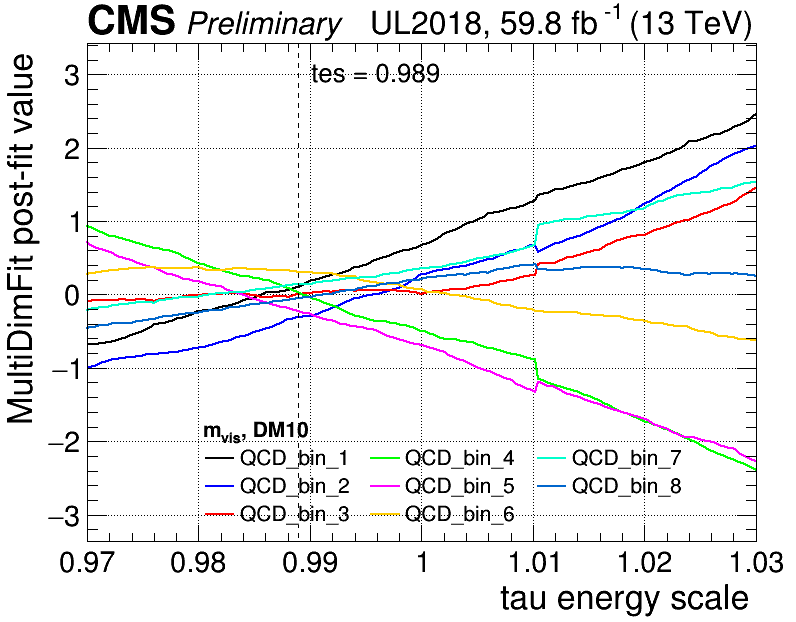 CMS Preliminary UL2018, 59.8 fb⁻¹ (13 TeV)
MultiDimFit post-fit value
tes = 0.989
3
2
1
0
−1
−2
−3
m_vis, DM10
QCD_bin_1 QCD_bin_4 QCD_bin_7
QCD_bin_2 QCD_bin_5 QCD_bin_8
QCD_bin_3 QCD_bin_6
0.97 0.98 0.99 1 1.01 1.02 1.03
tau energy scale